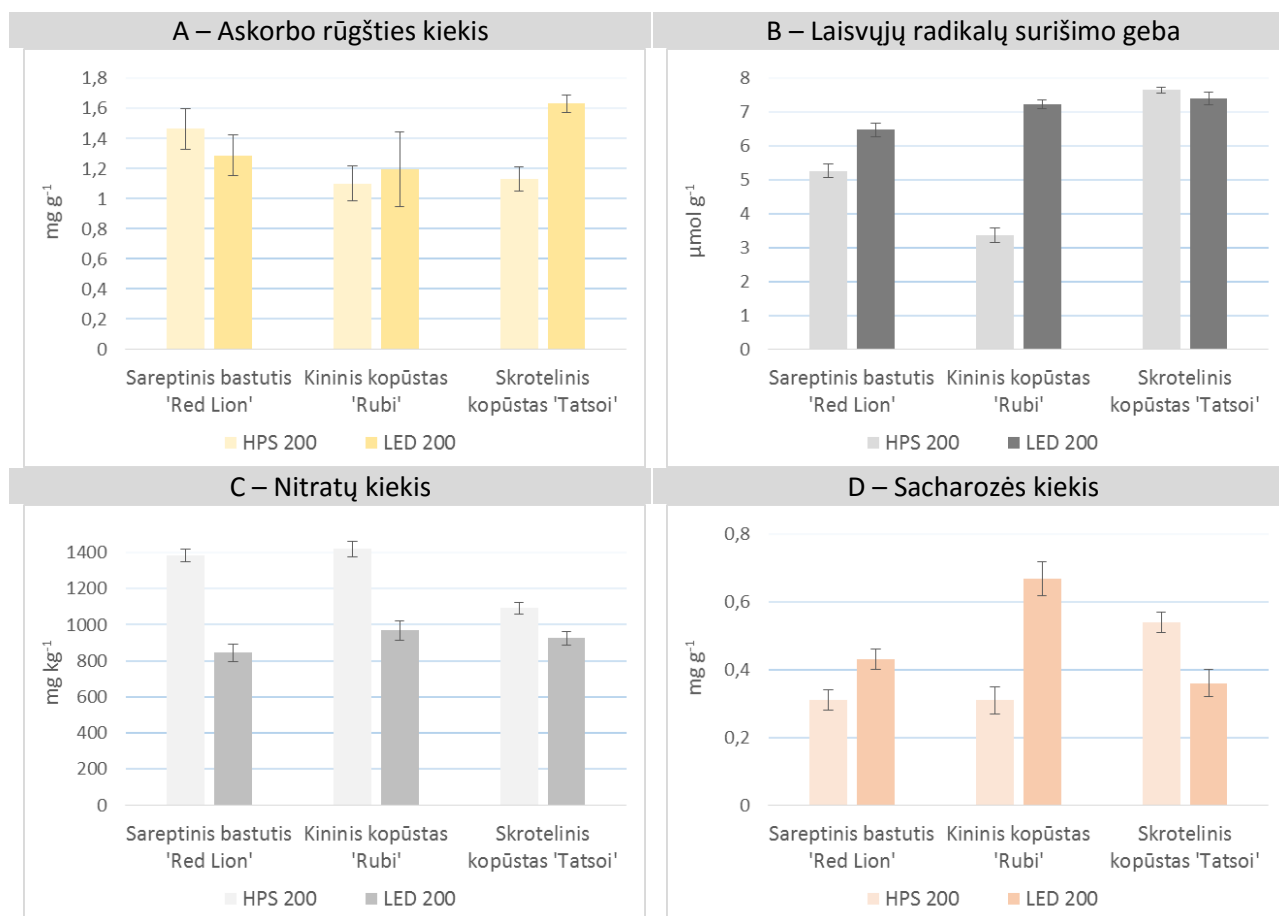 A – Askorbo rūgšties kiekis
1,8
1,6
1,4
1,2
1
0,8
0,6
0,4
0,2
0
mg g-1
Sareptinis bastutis
'Red Lion'
Kininis kopūstas
'Rubi'
Skrotelinis
kopūstas 'Tatsoi'
HPS 200
LED 200
B – Laisvųjų radikalų surišimo geba
8
7
6
5
4
3
2
1
0
µmol g-1
Sareptinis bastutis
'Red Lion'
Kininis kopūstas
'Rubi'
Skrotelinis
kopūstas 'Tatsoi'
HPS 200
LED 200
C – Nitratų kiekis
1400
1200
1000
800
600
400
200
0
mg kg-1
Sareptinis bastutis
'Red Lion'
Kininis kopūstas
'Rubi'
Skrotelinis
kopūstas 'Tatsoi'
HPS 200
LED 200
D – Sacharozės kiekis
0,8
0,6
0,4
0,2
0
mg g-1
Sareptinis bastutis
'Red Lion'
Kininis kopūstas
'Rubi'
Skrotelinis
kopūstas 'Tatsoi'
HPS 200
LED 200